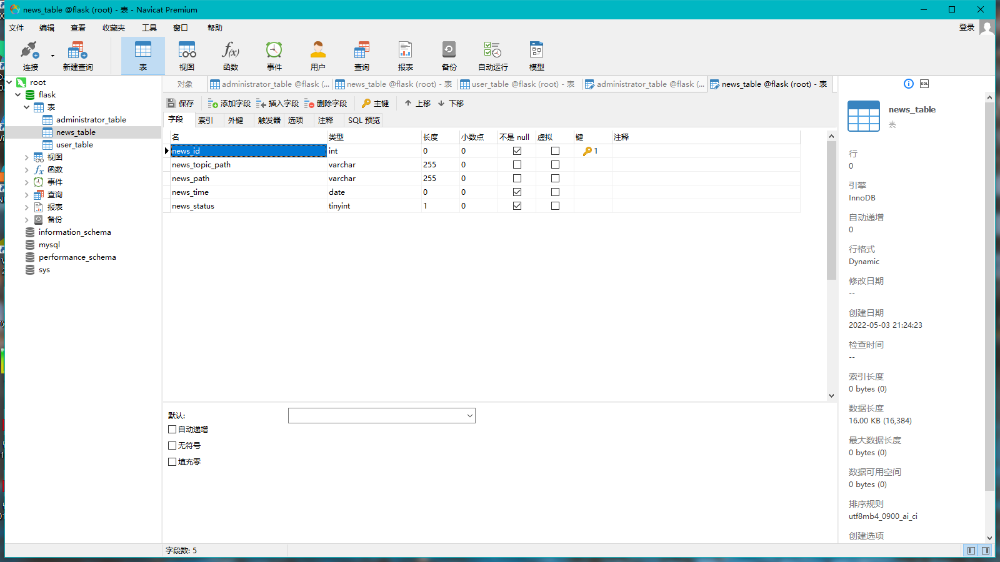 news_table @flask (root) - 表 - Navicat Premium
文件 编辑 查看 收藏夹 工具 窗口 帮助 登录
连接 新建查询 表 视图 函数 事件 用户 查询 报表 备份 自动运行 模型
root
flask
表
administrator_table
news_table
user_table
视图
函数
事件
查询
报表
备份
information_schema
mysql
performance_schema
sys
对象 administrator_table @flask (... news_table @flask (root) - 表 user_table @flask (root) - 表 administrator_table @flask (... news_table @flask (root) - 表
保存 添加字段 插入字段 删除字段 主键 上移 下移
字段 索引 外键 触发器 选项 注释 SQL 预览
名 类型 长度 小数点 不是 null 虚拟 键 注释
news_id int 0 0 1
news_topic_path varchar 255 0
news_path varchar 255 0
news_time date 0 0
news_status tinyint 1 0
默认:
自动递增
无符号
填充零
DDL
news_table
表
行
0
引擎
InnoDB
自动递增
0
行格式
Dynamic
修改日期
--
创建日期
2022-05-03 21:24:23
检查时间
--
索引长度
0 bytes (0)
数据长度
16.00 KB (16,384)
最大数据长度
0 bytes (0)
数据可用空间
0 bytes (0)
排序规则
utf8mb4_0900_ai_ci
创建选项
字段数: 5